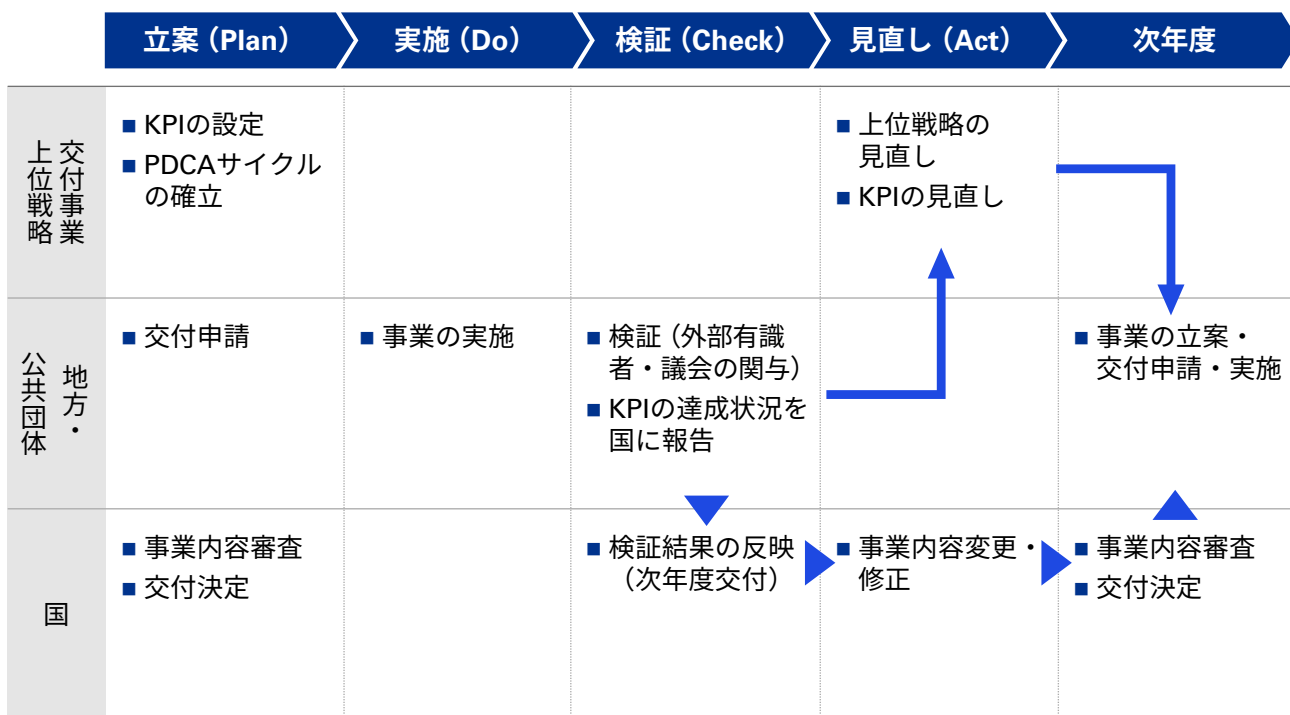 立案（Plan）
実施（Do）
検証（Check）
見直し（Act）
次年度
交付事業
上位戦略
■ KPIの設定
■ PDCAサイクル
の確立
■ 上位戦略の
見直し
■ KPIの見直し
地方・
公共団体
■ 交付申請
■ 事業の実施
■ 検証（外部有識
者・議会の関与）
■ KPIの達成状況を
国に報告
■ 事業の立案・
交付申請・実施
国
■ 事業内容審査
■ 交付決定
■ 検証結果の反映
（次年度交付）
■ 事業内容変更・
修正
■ 事業内容審査
■ 交付決定